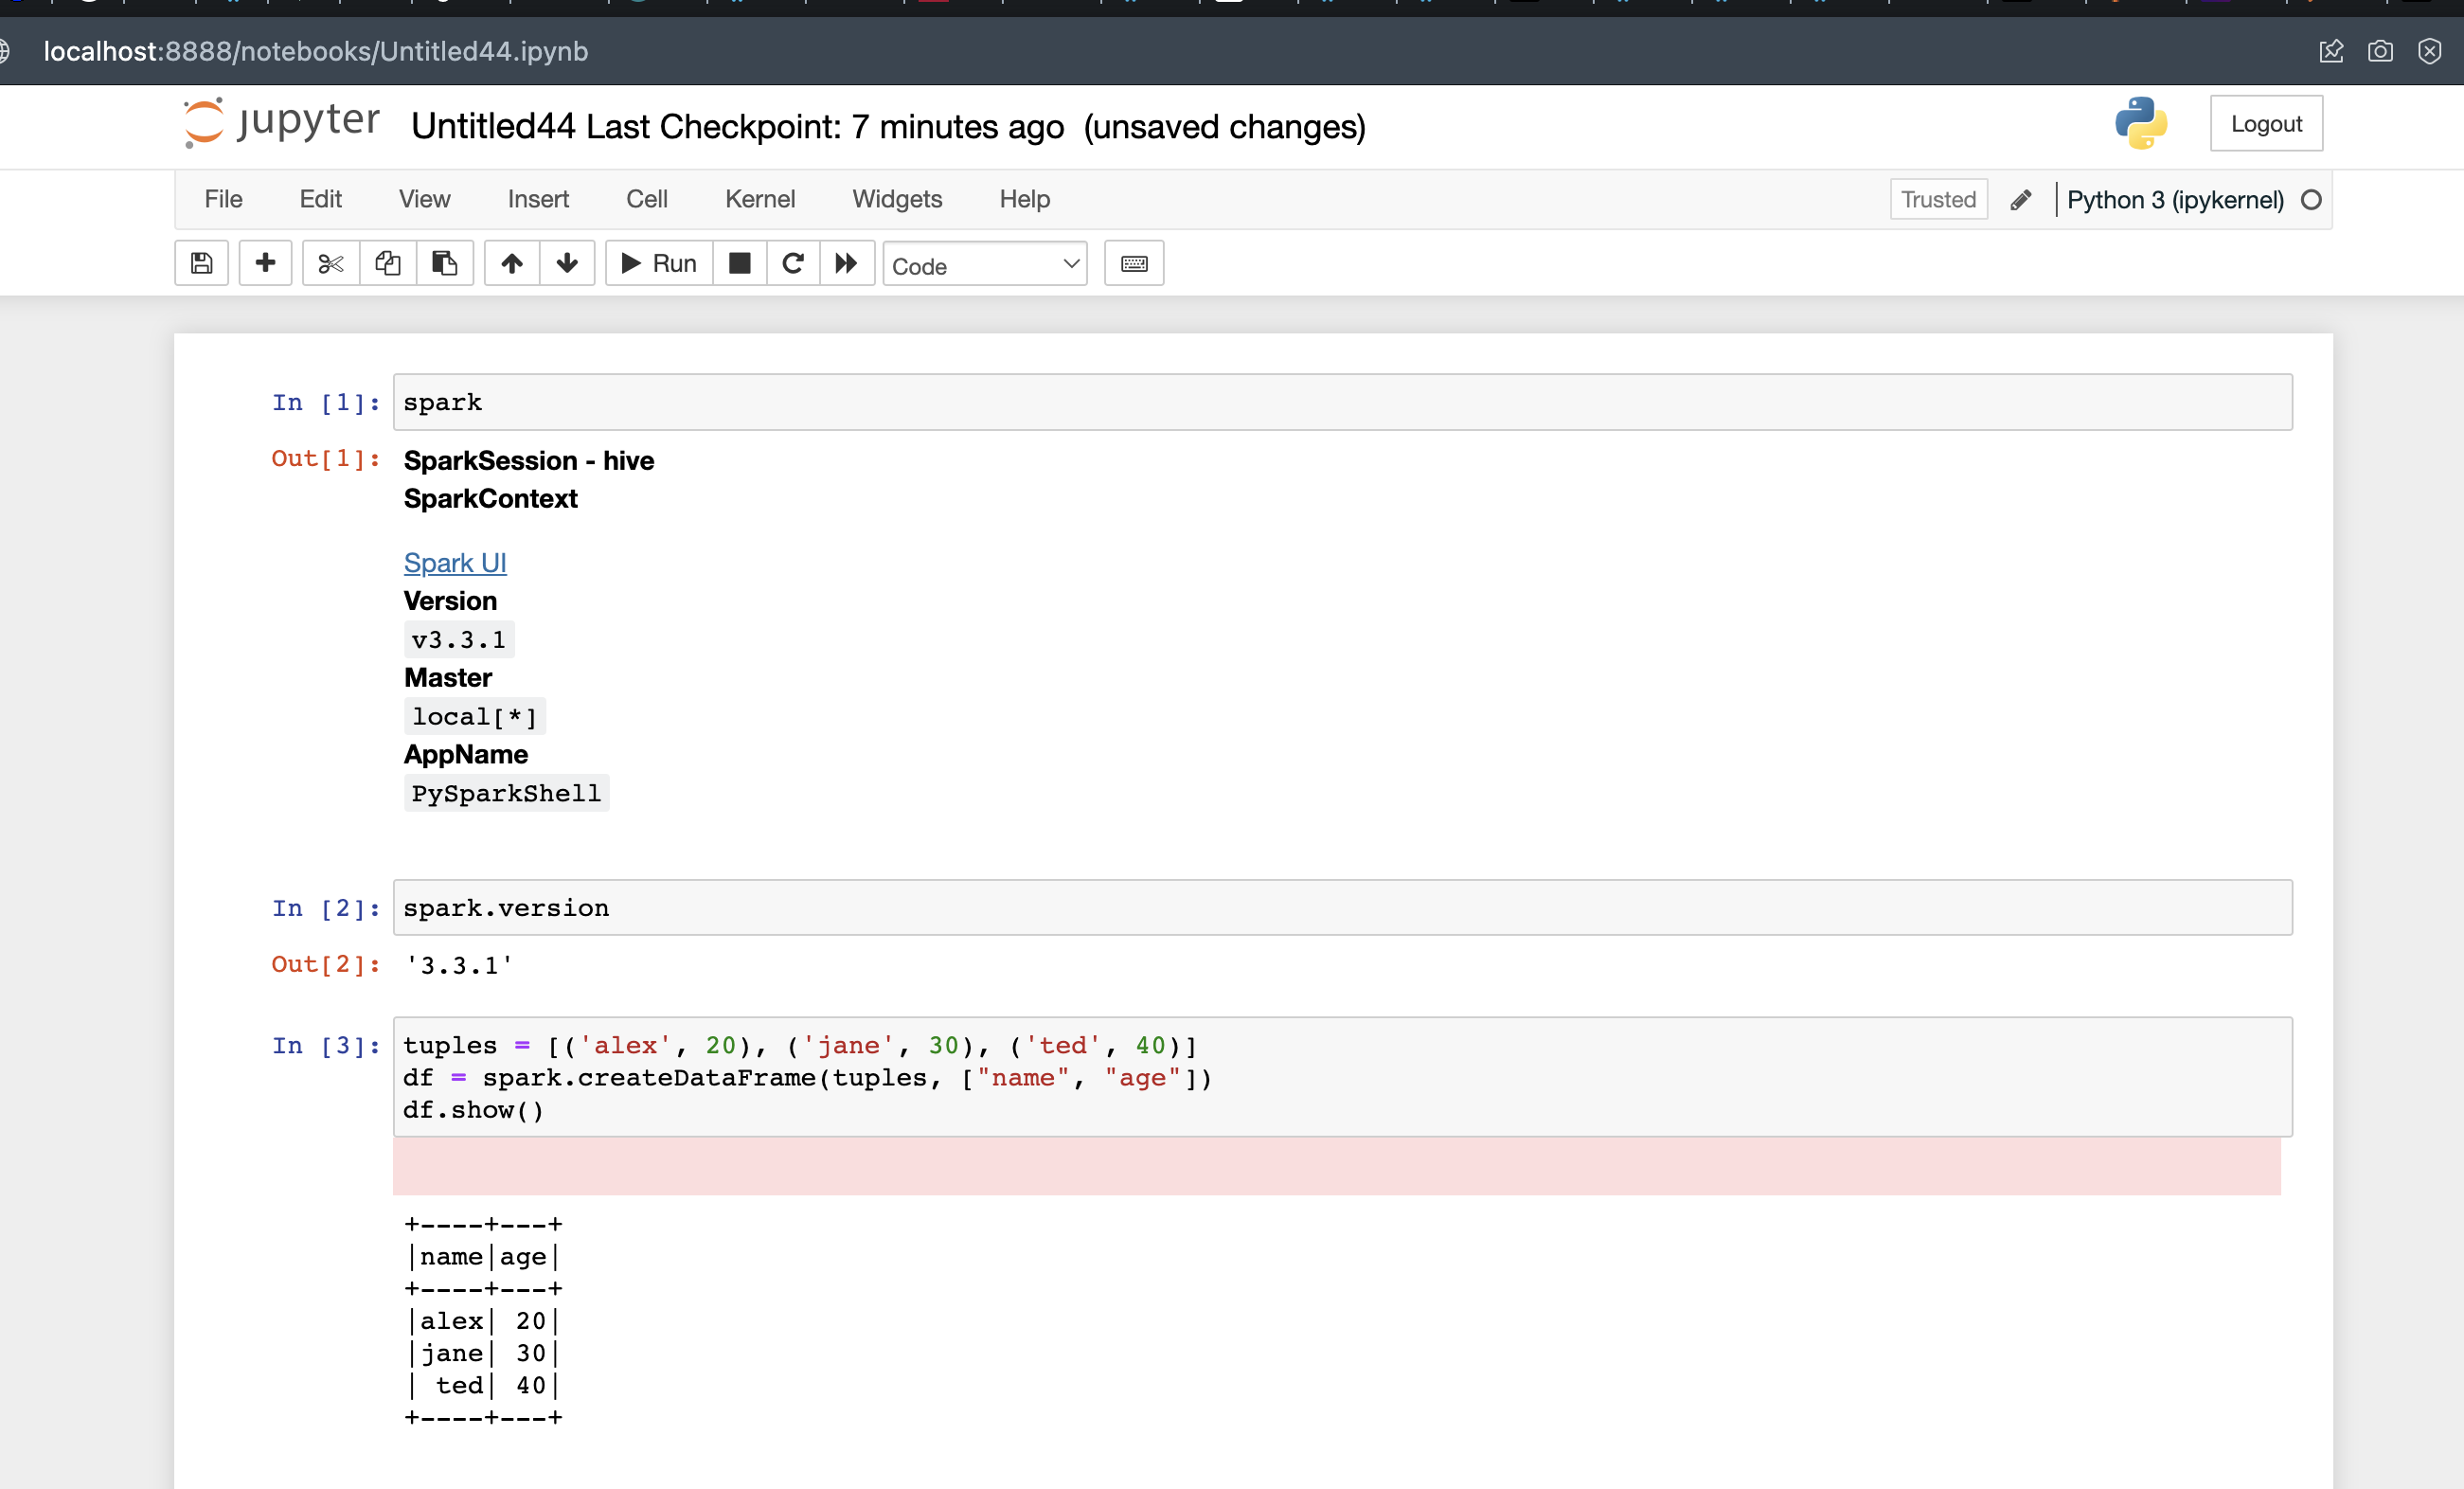 localhost:8888/notebooks/Untitled44.ipynb
jupyter Untitled44 Last Checkpoint: 7 minutes ago (unsaved changes)
Logout
File Edit View Insert Cell Kernel Widgets Help
Trusted
Python 3 (ipykernel)
Run
Code
In [1]: spark
Out[1]: SparkSession - hive
SparkContext
Spark UI
Version
v3.3.1
Master
local[*]
AppName
PySparkShell
In [2]: spark.version
Out[2]: '3.3.1'
In [3]: tuples = [('alex', 20), ('jane', 30), ('ted', 40)]
df = spark.createDataFrame(tuples, ["name", "age"])
df.show()
+----+---+
|name|age|
+----+---+
|alex| 20|
|jane| 30|
| ted| 40|
+----+---+